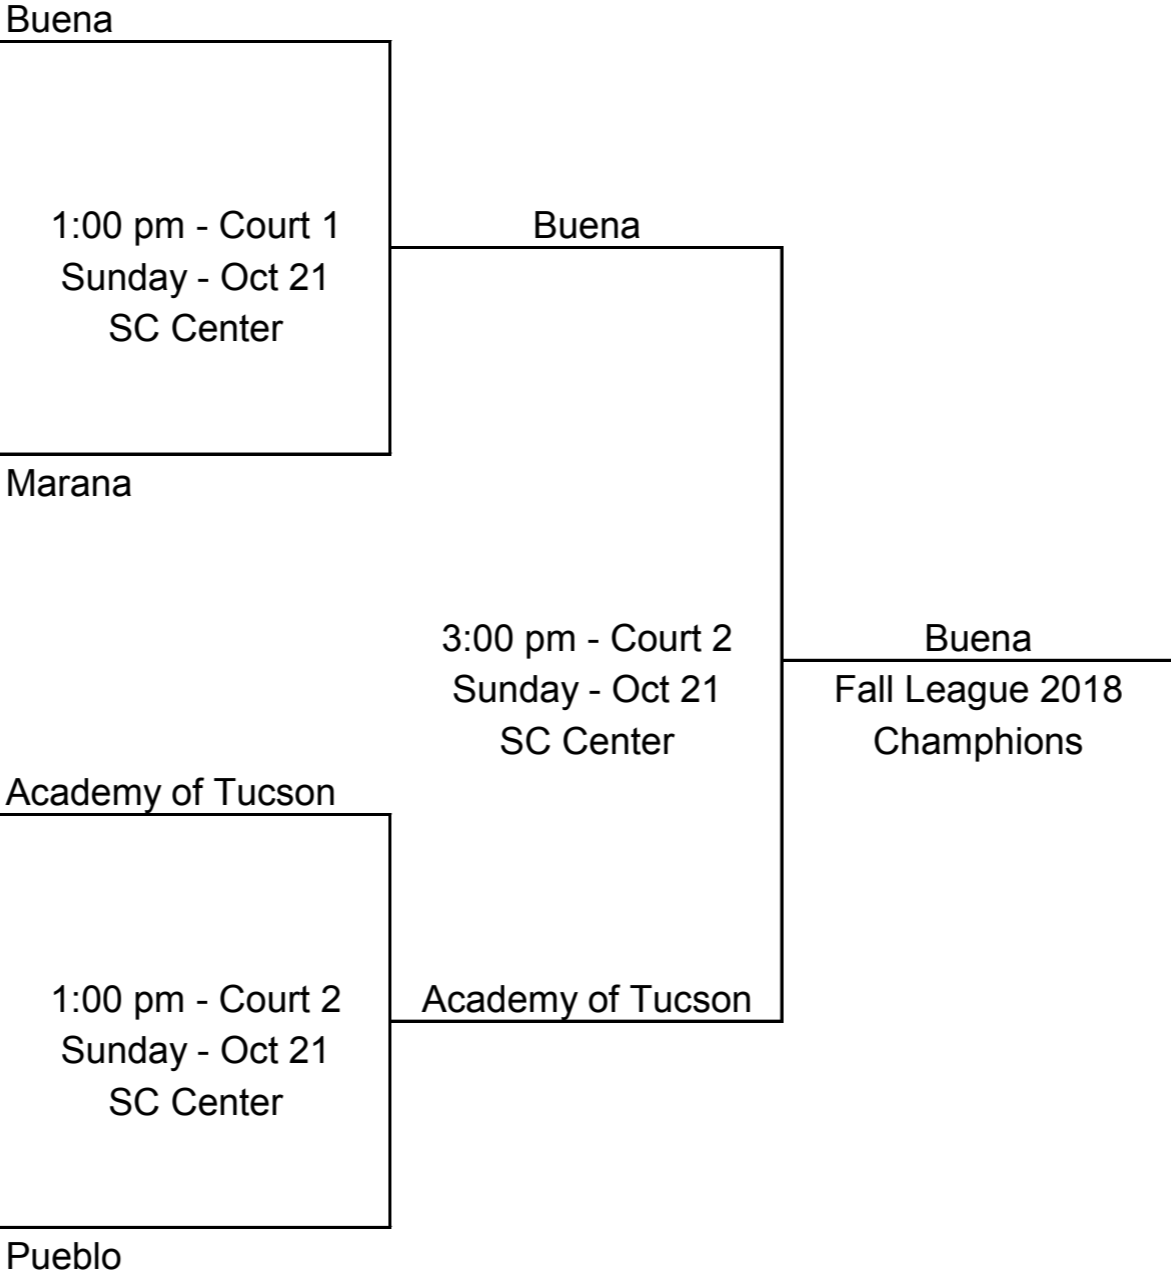 Buena
1:00 pm - Court 1
Sunday - Oct 21
SC Center
Marana
Buena
3:00 pm - Court 2
Sunday - Oct 21
SC Center
Buena
Fall League 2018
Champhions
Academy of Tucson
1:00 pm - Court 2
Sunday - Oct 21
SC Center
Academy of Tucson
Pueblo